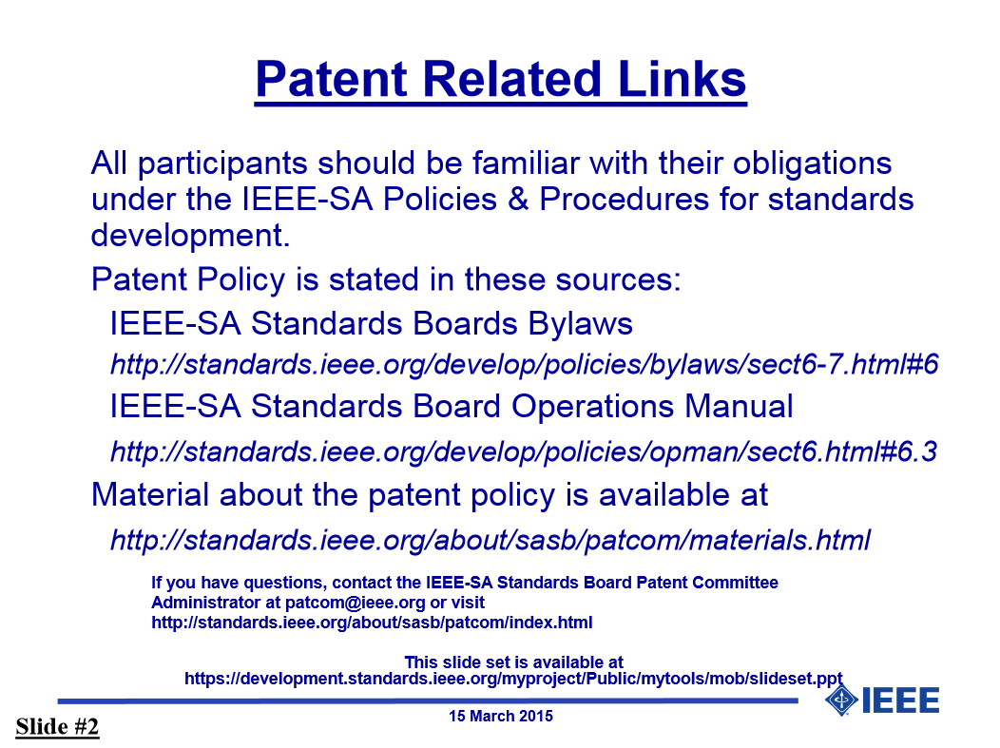 Patent Related Links
All participants should be familiar with their obligations
under the IEEE-SA Policies & Procedures for standards
development.
Patent Policy is stated in these sources:
IEEE-SA Standards Boards Bylaws
http://standards.ieee.org/develop/policies/bylaws/sect6-7.html#6
IEEE-SA Standards Board Operations Manual
http://standards.ieee.org/develop/policies/opman/sect6.html#6.3
Material about the patent policy is available at
http://standards.ieee.org/about/sasb/patcom/materials.html
If you have questions, contact the IEEE-SA Standards Board Patent Committee
Administrator at patcom@ieee.org or visit
http://standards.ieee.org/about/sasb/patcom/index.html
This slide set is available at
https://development.standards.ieee.org/myproject/Public/mytools/mob/slideset.ppt
IEEE
15 March 2015
Slide #2